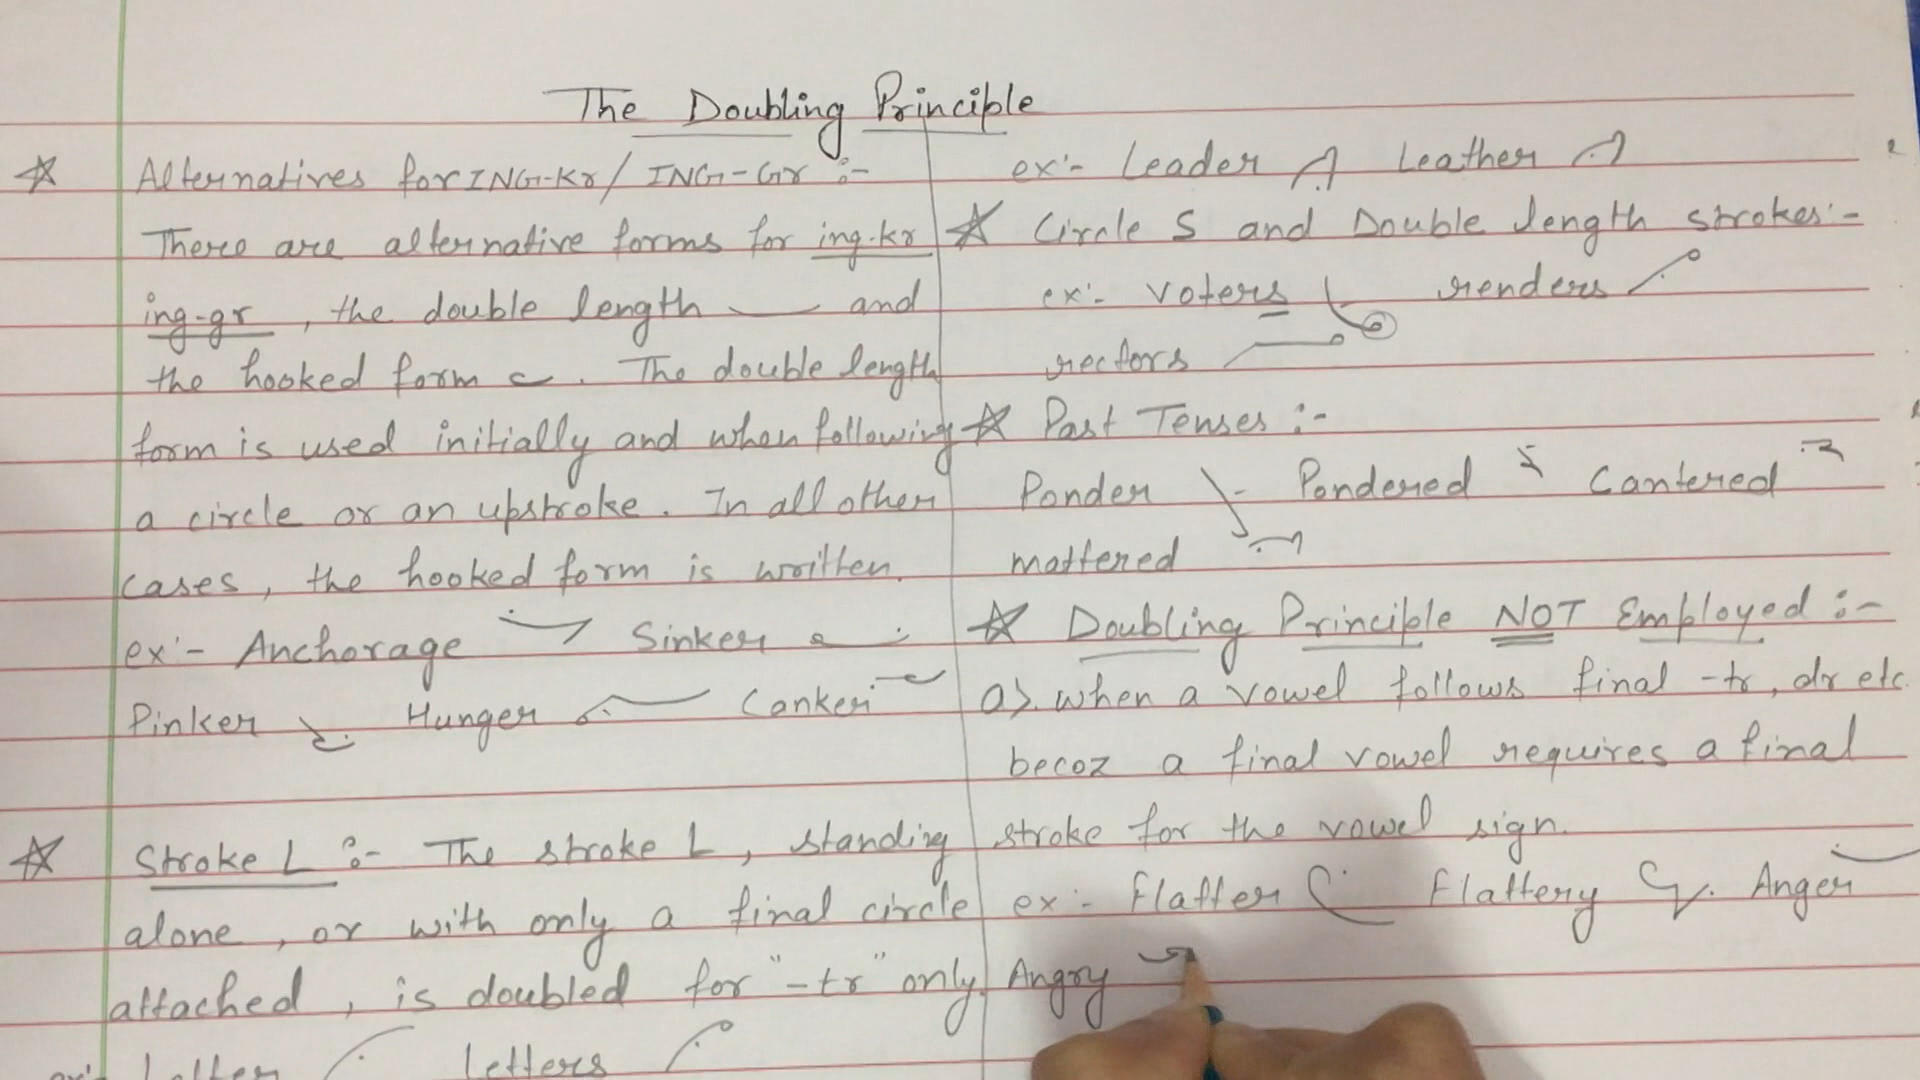 The Doubling Principle
☆ Alternatives for ING-Kr/ ING-Gr :-
There are alternative forms for ing-kr
ing-gr, the double length and
the hooked form . The double length
form is used initially and when following
a circle or an upstroke. In all other
cases, the hooked form is written.
ex:- Anchorage Sinker
Pinker Hunger Canker
☆ Stroke L :- The stroke L, standing
alone, or with only a final circle
attached, is doubled for "-tr" only.
ex:- Letter letters
ex:- Leader Leather
☆ Circle S and Double length strokes:-
ex:- voters renders
rectors
☆ Past Tenses :-
Ponder Pondered Cantered
mattered
☆ Doubling Principle NOT Employed :-
a). when a vowel follows final -tr, dr etc.
becoz a final vowel requires a final
stroke for the vowel sign.
ex:- Flatter Flattery Anger
Angry